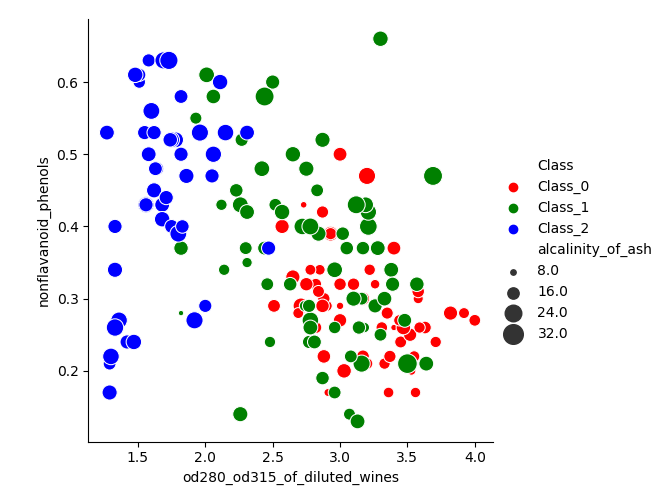 0.6
0.5
0.4
0.3
0.2
nonflavanoid_phenols
1.5 2.0 2.5 3.0 3.5 4.0
od280_od315_of_diluted_wines
Class
Class_0
Class_1
Class_2
alcalinity_of_ash
8.0
16.0
24.0
32.0